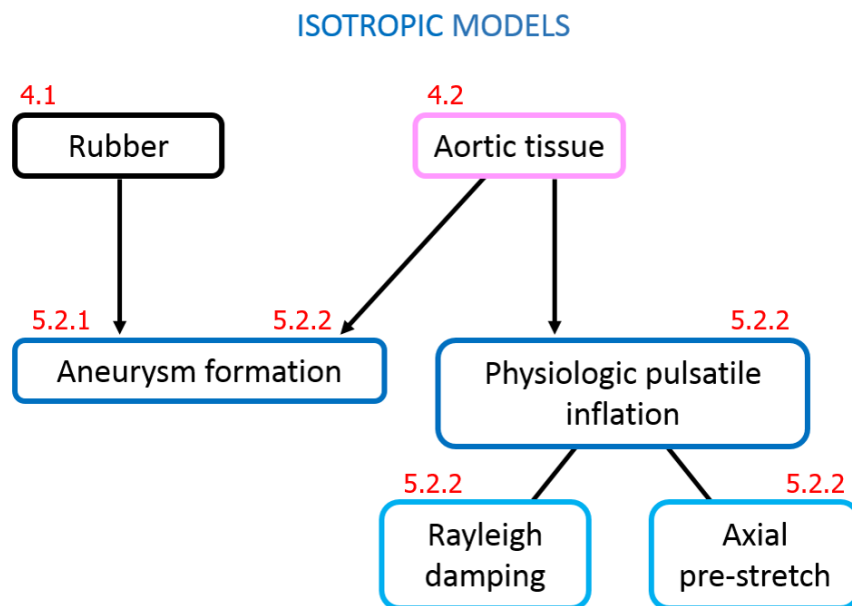 ISOTROPIC MODELS
4.1
4.2
Rubber
Aortic tissue
5.2.1
5.2.2
5.2.2
Aneurysm formation
Physiologic pulsatile
inflation
5.2.2
5.2.2
Rayleigh
damping
Axial
pre-stretch